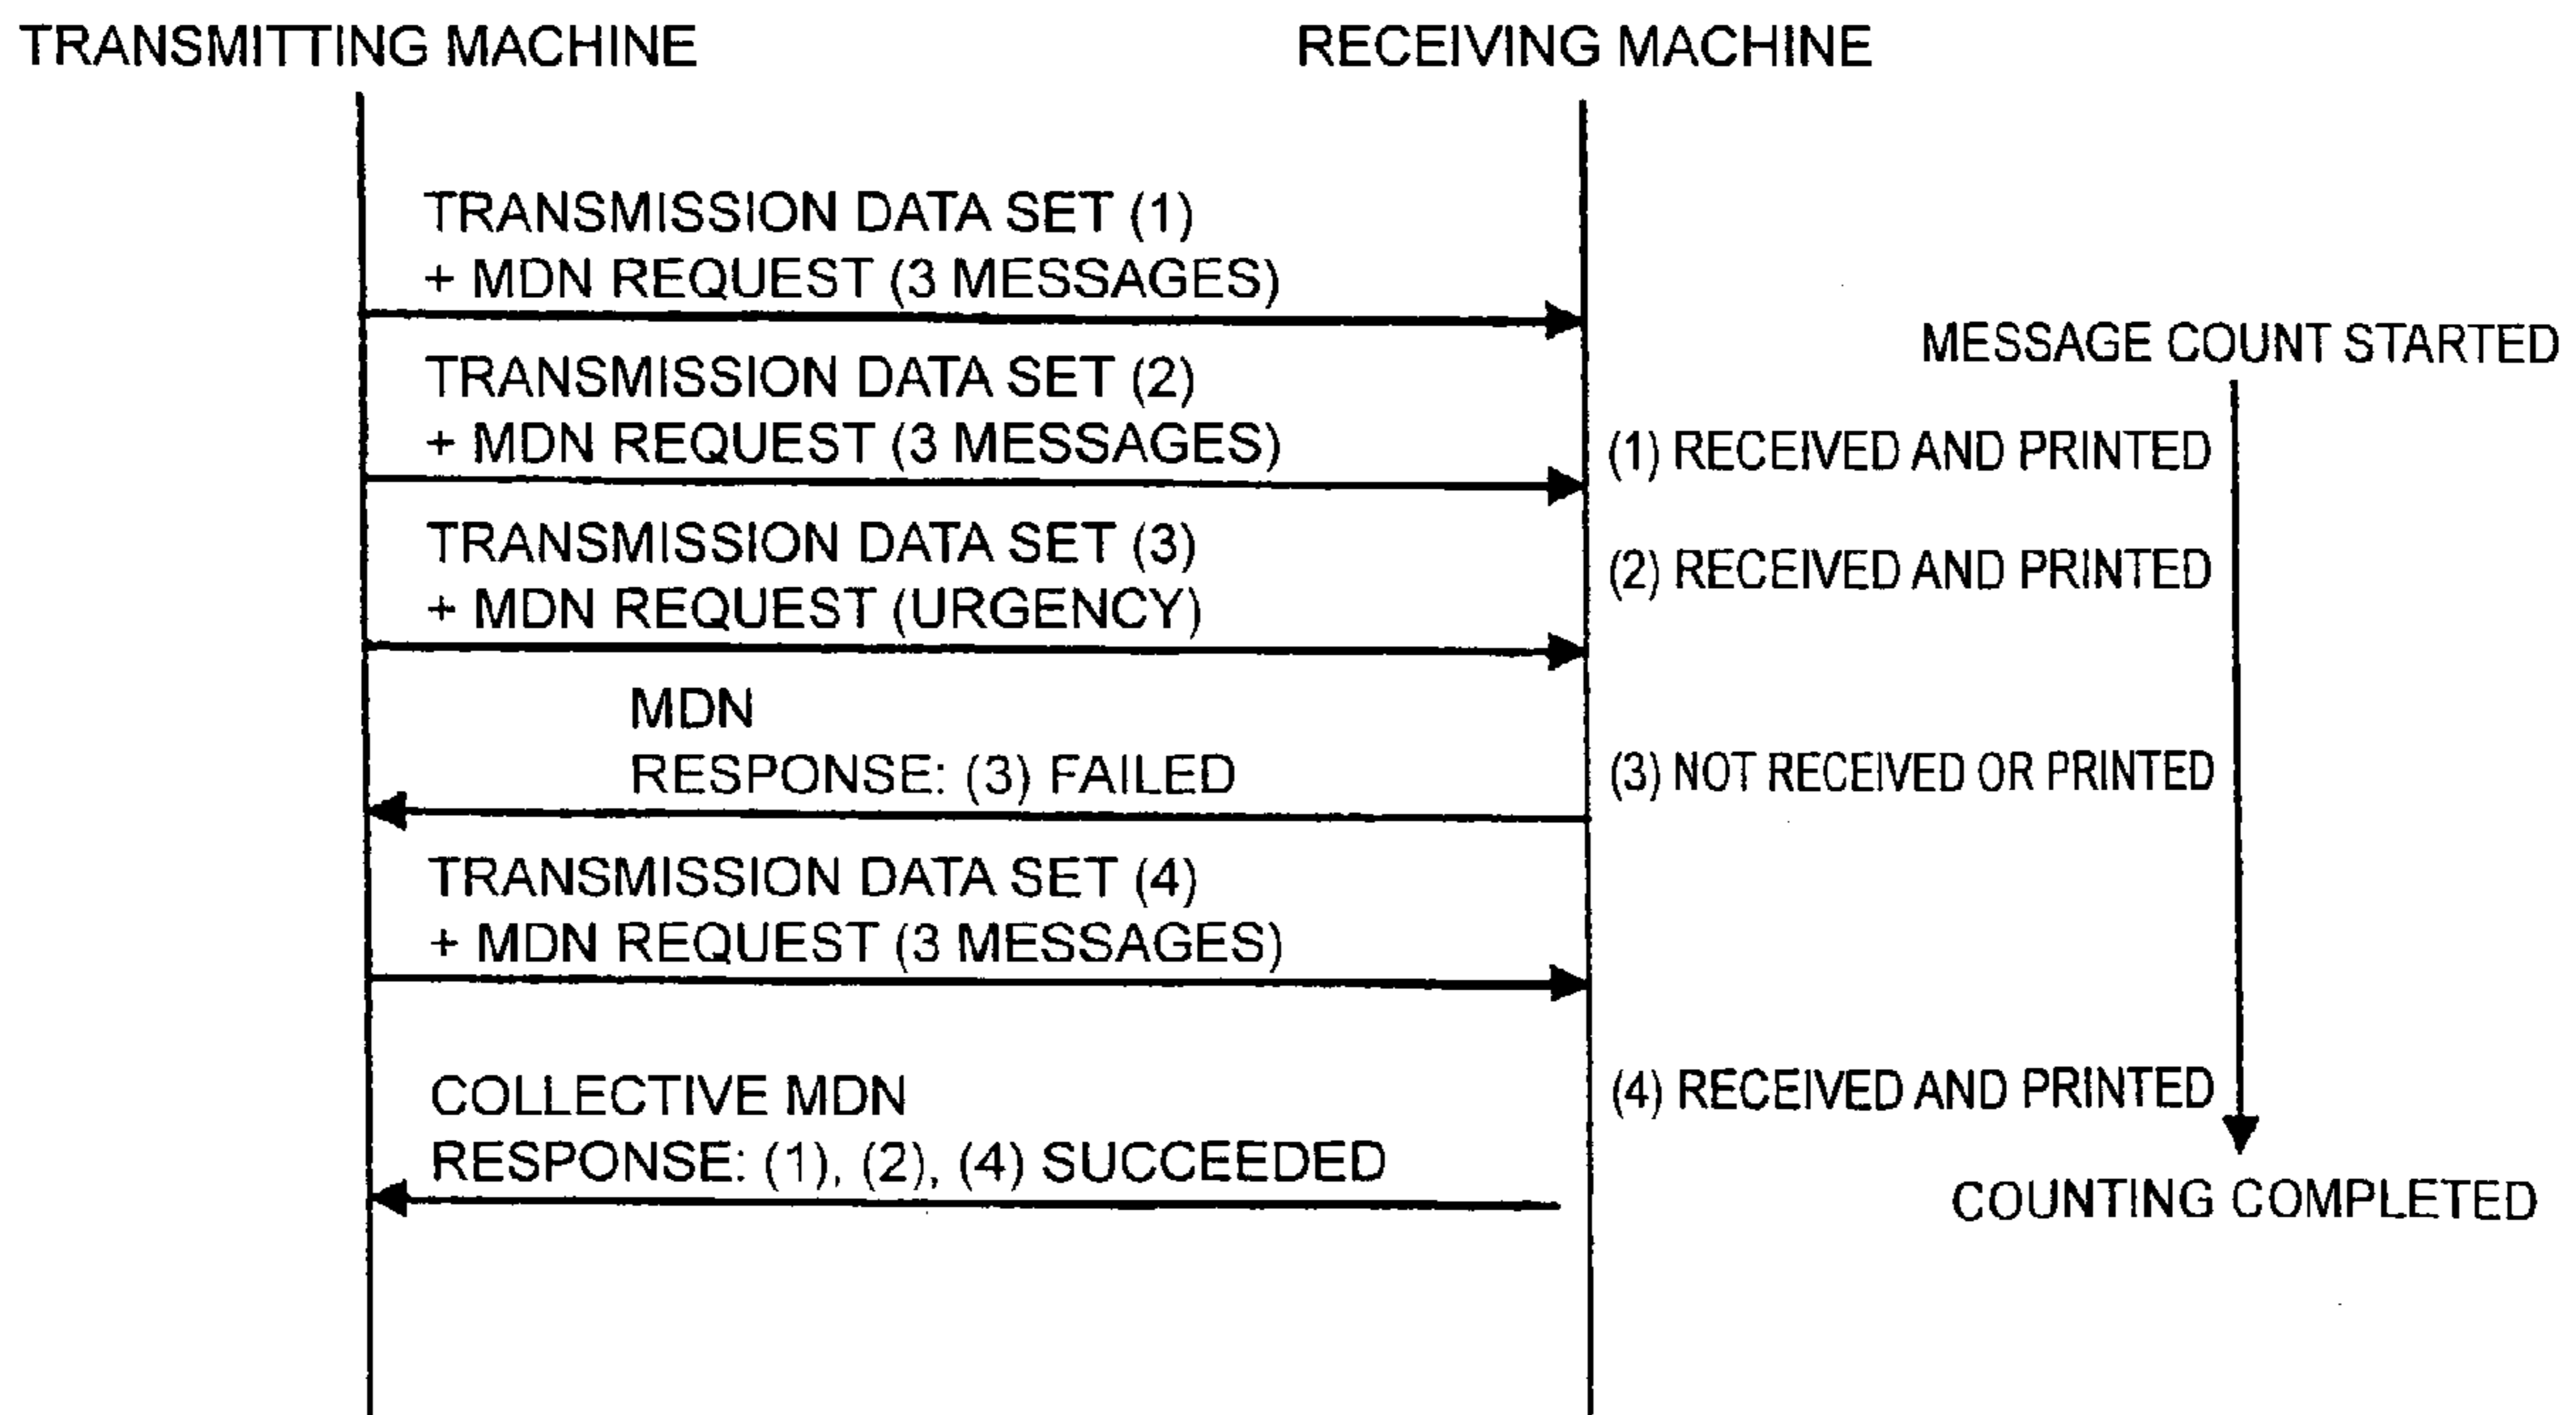 TRANSMITTING MACHINE
RECEIVING MACHINE
TRANSMISSION DATA SET (1)
+ MDN REQUEST (3 MESSAGES)
MESSAGE COUNT STARTED
TRANSMISSION DATA SET (2)
+ MDN REQUEST (3 MESSAGES)
(1) RECEIVED AND PRINTED
TRANSMISSION DATA SET (3)
+ MDN REQUEST (URGENCY)
(2) RECEIVED AND PRINTED
MDN
RESPONSE: (3) FAILED
(3) NOT RECEIVED OR PRINTED
TRANSMISSION DATA SET (4)
+ MDN REQUEST (3 MESSAGES)
COLLECTIVE MDN
RESPONSE: (1), (2), (4) SUCCEEDED
(4) RECEIVED AND PRINTED
COUNTING COMPLETED